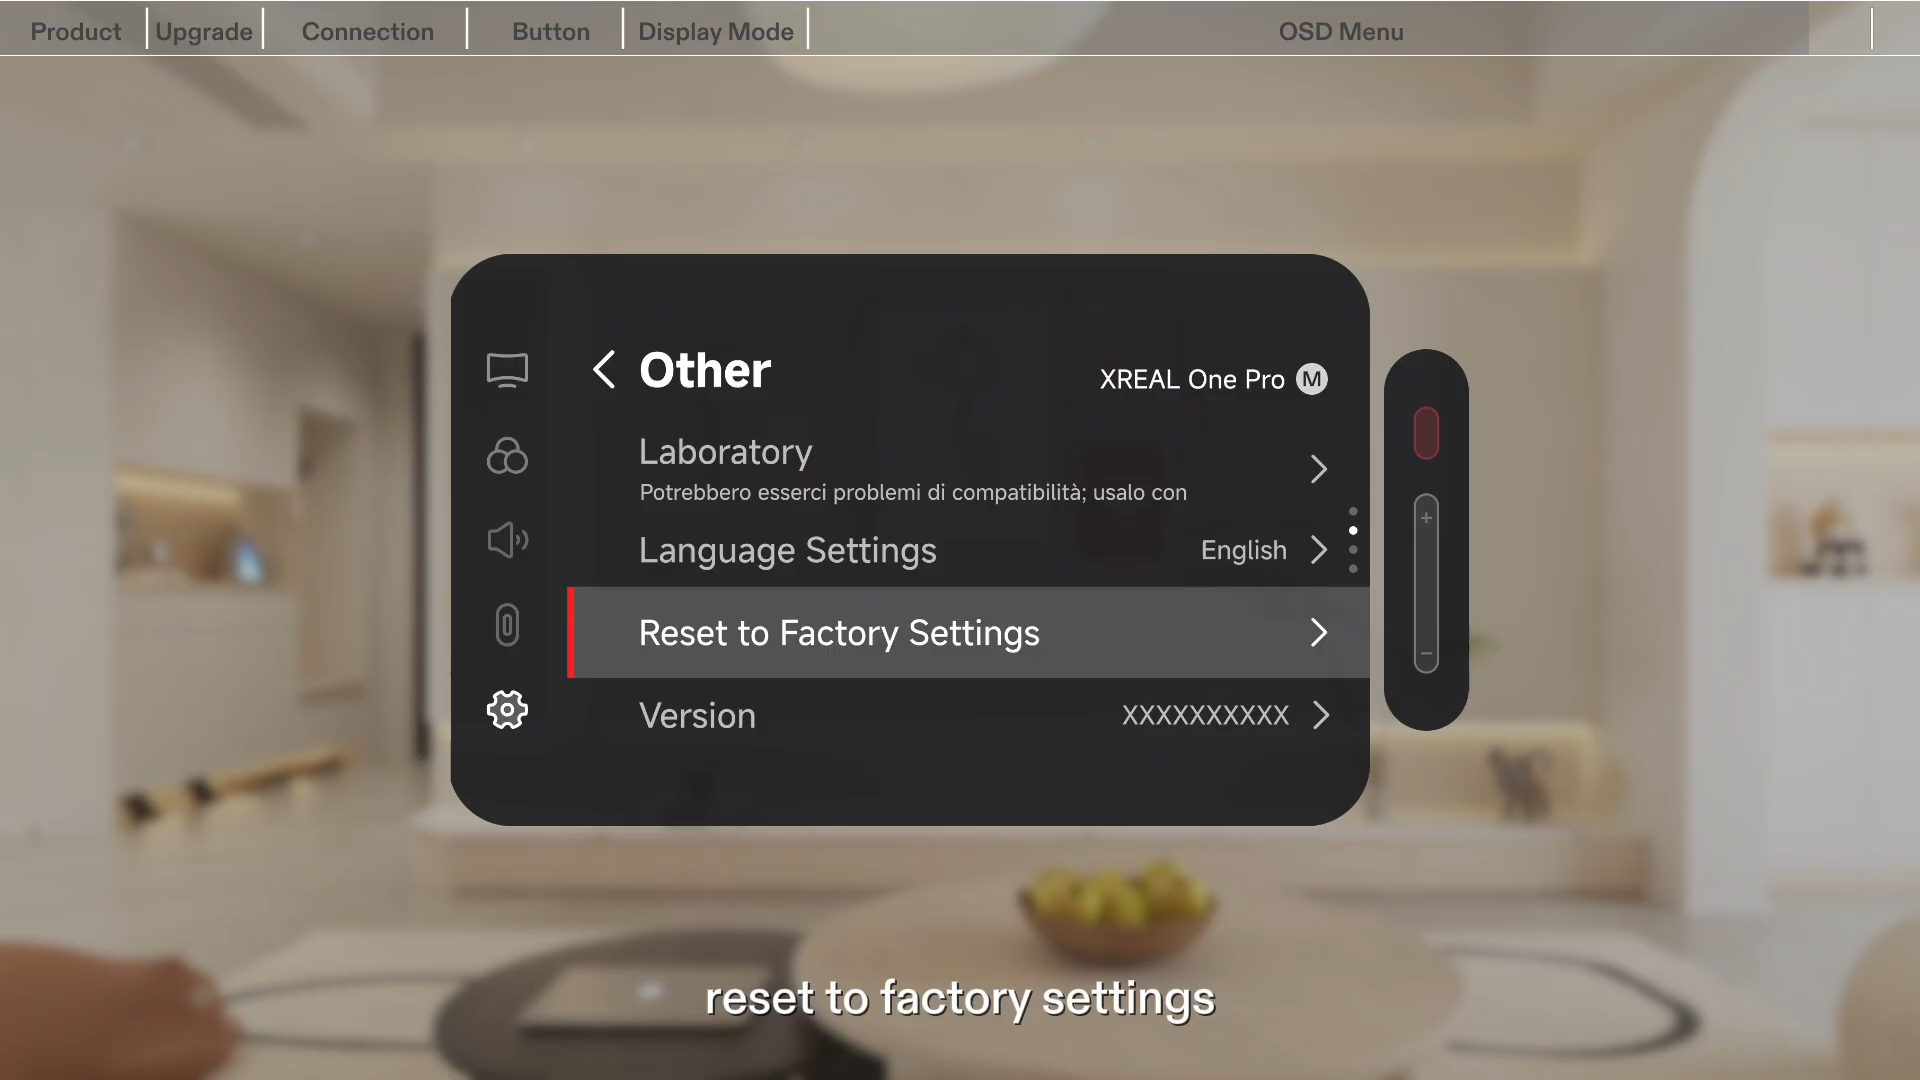 Product
Upgrade
Connection
Button
Display Mode
OSD Menu
Other
XREAL One Pro M
Laboratory
Potrebbero esserci problemi di compatibilità; usalo con
Language Settings English
Reset to Factory Settings
Version XXXXXXXXXX
reset to factory settings